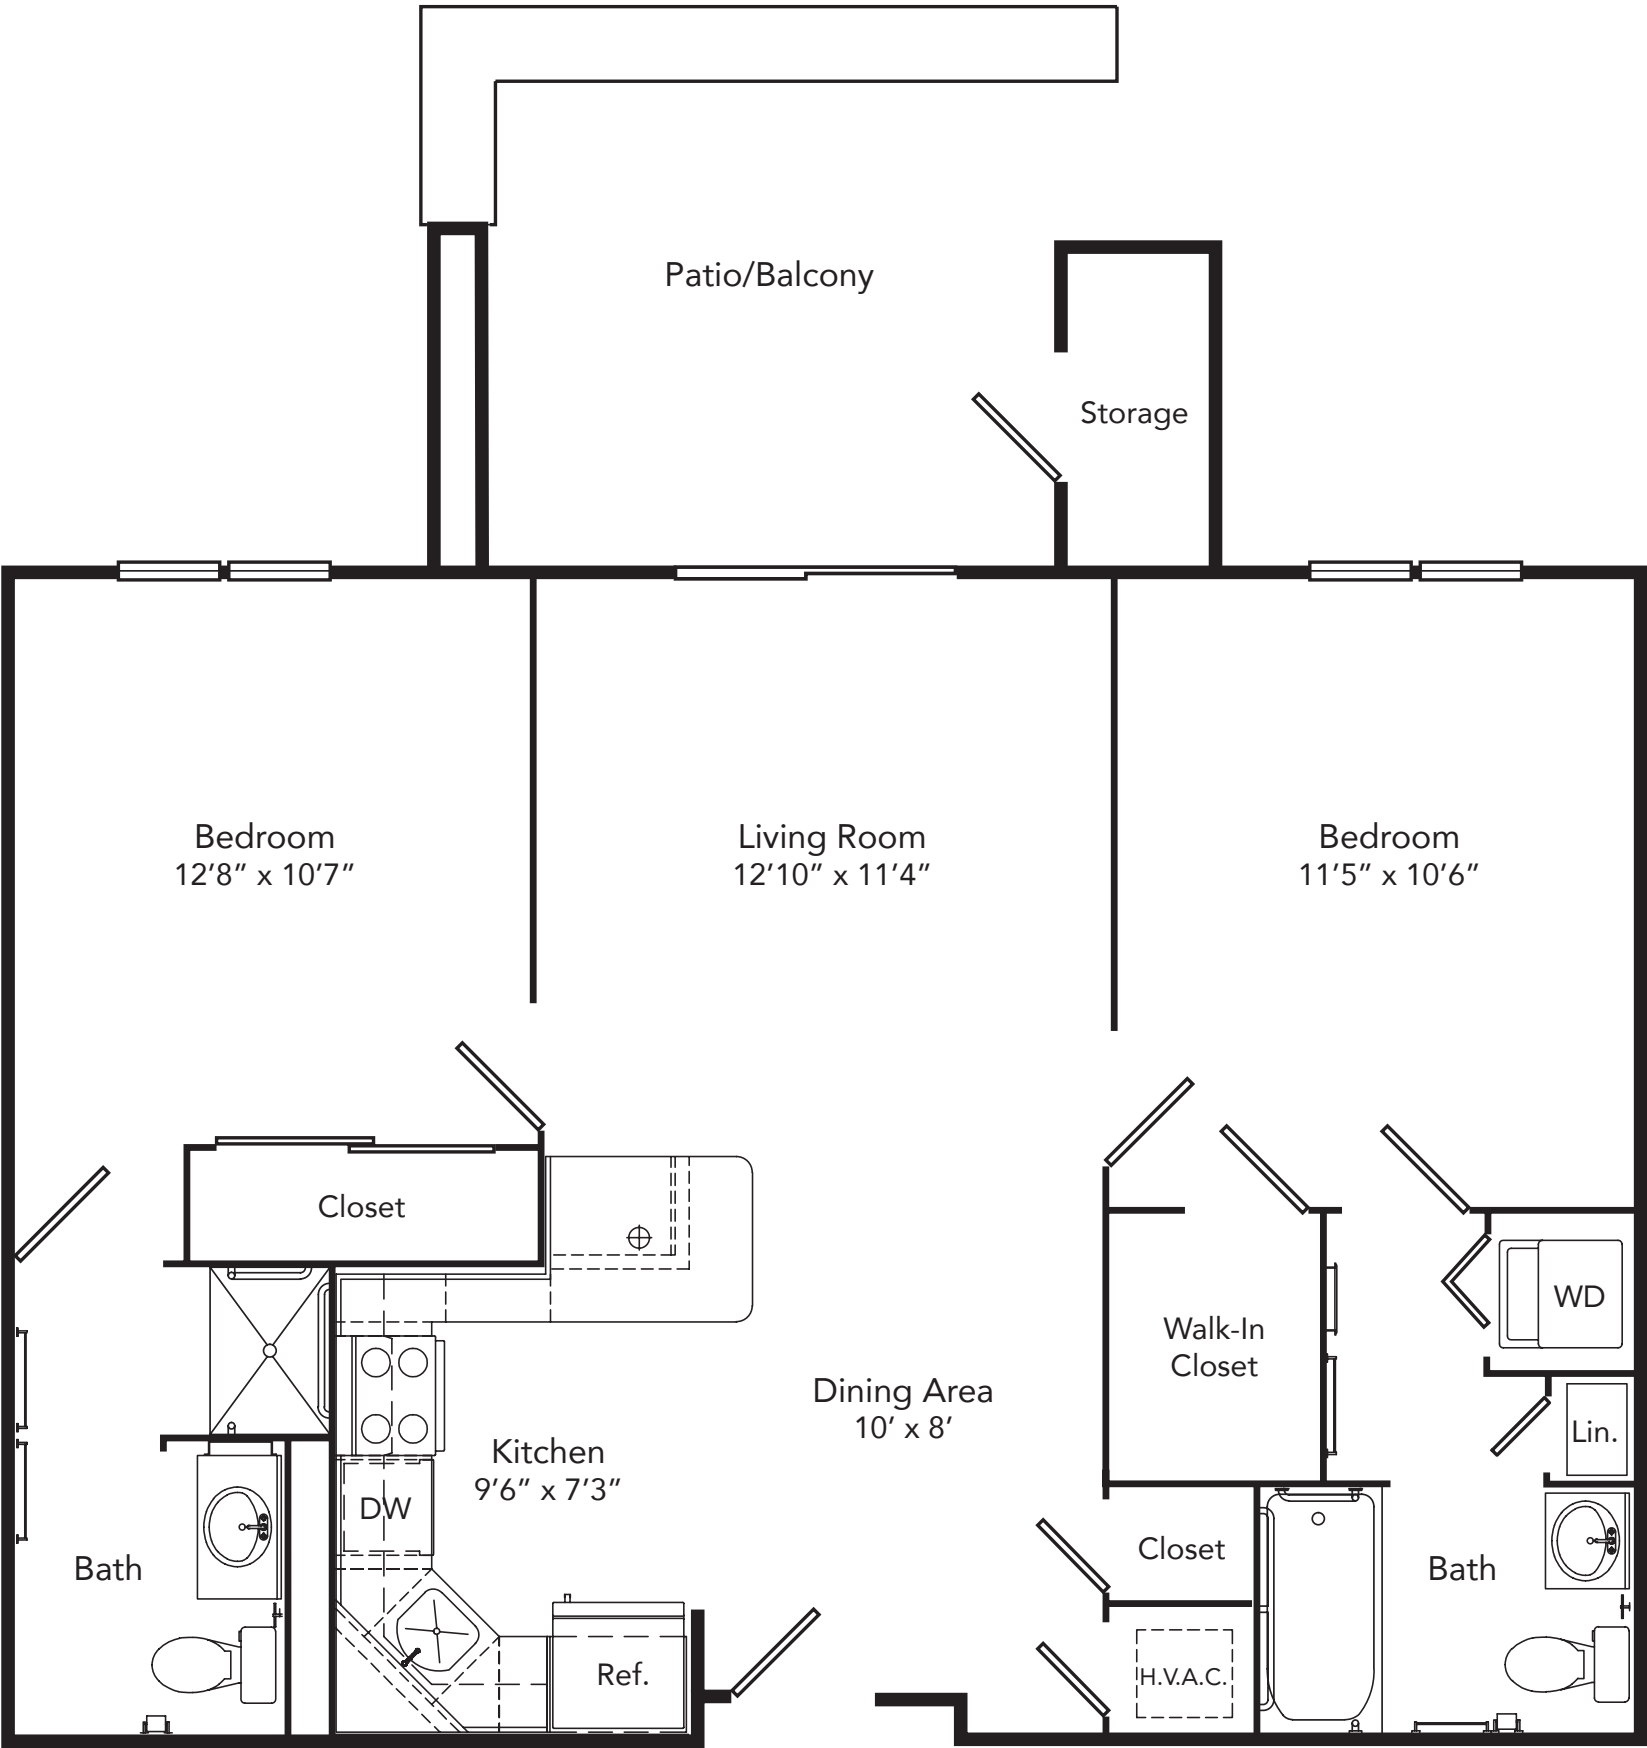 Patio/Balcony
Storage
Bedroom
12’8” x 10’7”
Living Room
12’10” x 11’4”
Bedroom
11’5” x 10’6”
Closet
Walk-In
Closet
WD
Dining Area
10’ x 8’
Lin.
Kitchen
9’6” x 7’3”
DW
Closet
Bath
Bath
Ref.
H.V.A.C.